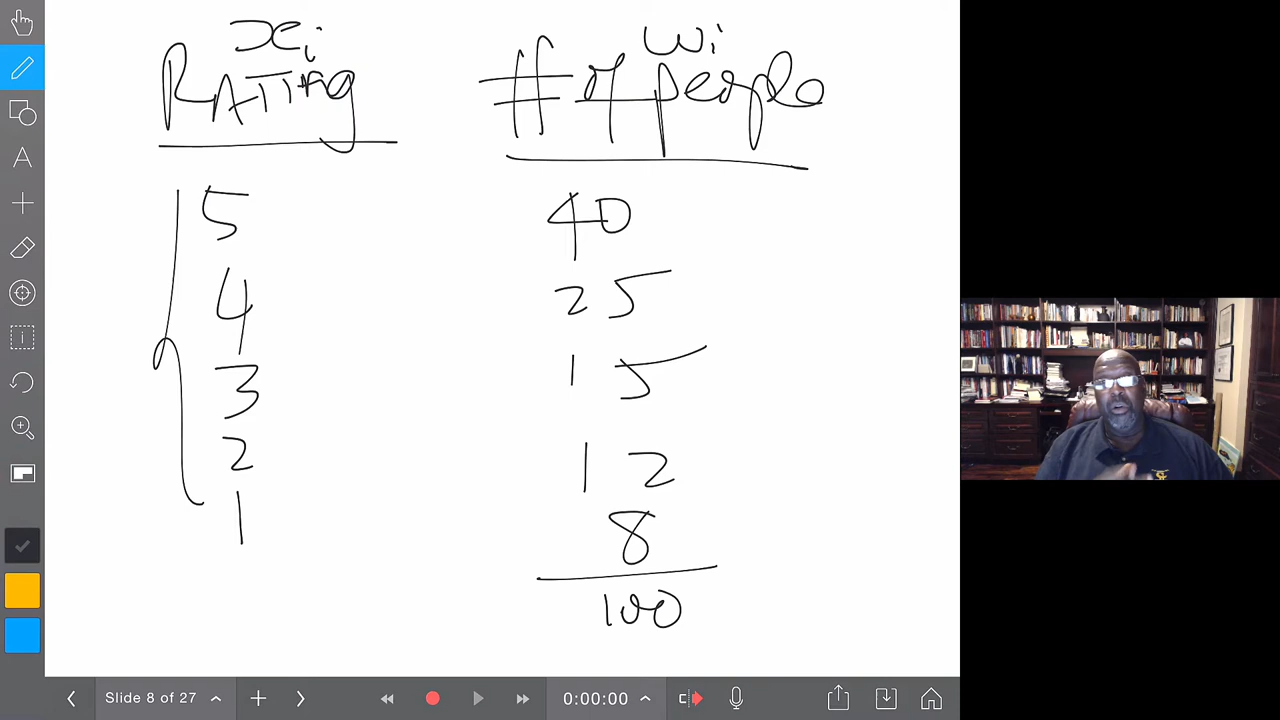 xi wi
RATIng # of people
5 40
4 25
3 15
2 12
1 8
100
Slide 8 of 27 0:00:00